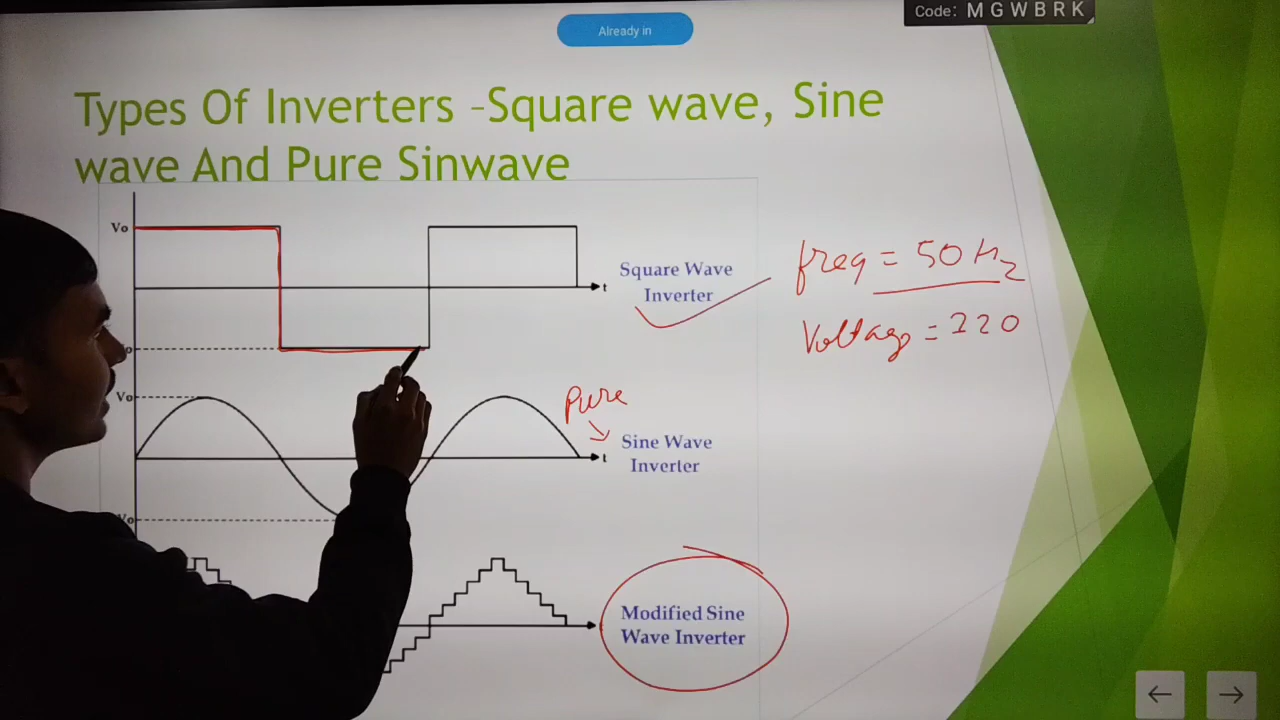 Code: MGWBRK
Already in
Types Of Inverters –Square wave, Sine
wave And Pure Sinwave
Vo
t
Square Wave
Inverter
freq = 50 Hz
Voltage = 220
Vo
Pure
t
Sine Wave
Inverter
Modified Sine
Wave Inverter